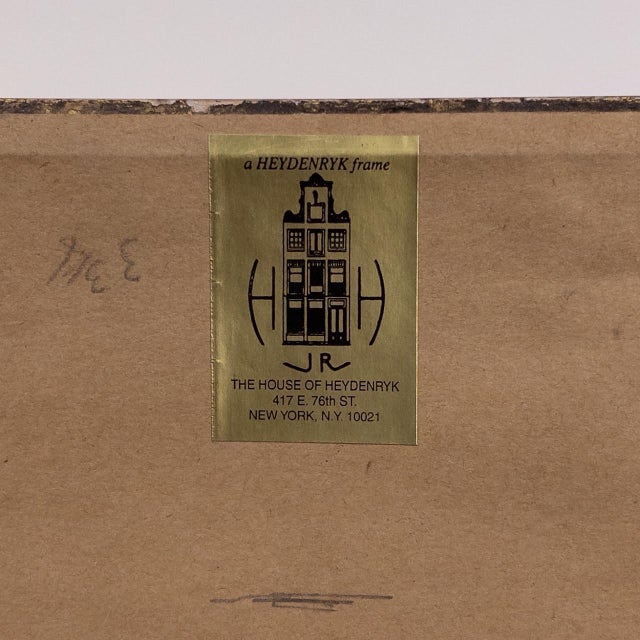 a HEYDENRYK frame
H H
JR
THE HOUSE OF HEYDENRYK
417 E. 76th ST.
NEW YORK, N.Y. 10021